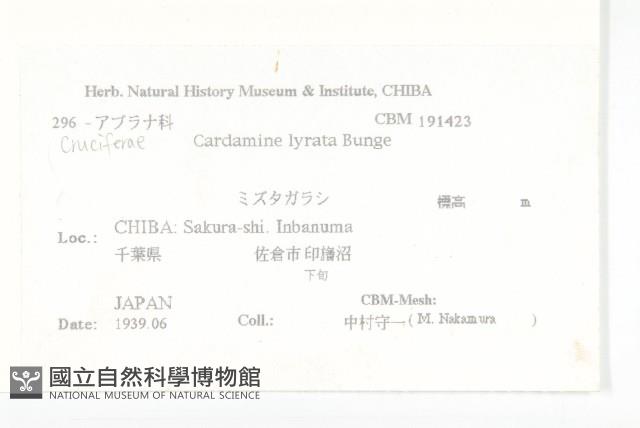 Herb. Natural History Museum & Institute, CHIBA
296 - アブラナ科 CBM 191423
Cruciferae Cardamine lyrata Bunge
ミズタガラシ 標高 m
Loc.: CHIBA: Sakura-shi. Inbanuma
千葉県 佐倉市 印旛沼
下旬
JAPAN CBM-Mesh:
Date: 1939.06 Coll.: 中村守一 ( M. Nakamura )
國立自然科學博物館
NATIONAL MUSEUM OF NATURAL SCIENCE